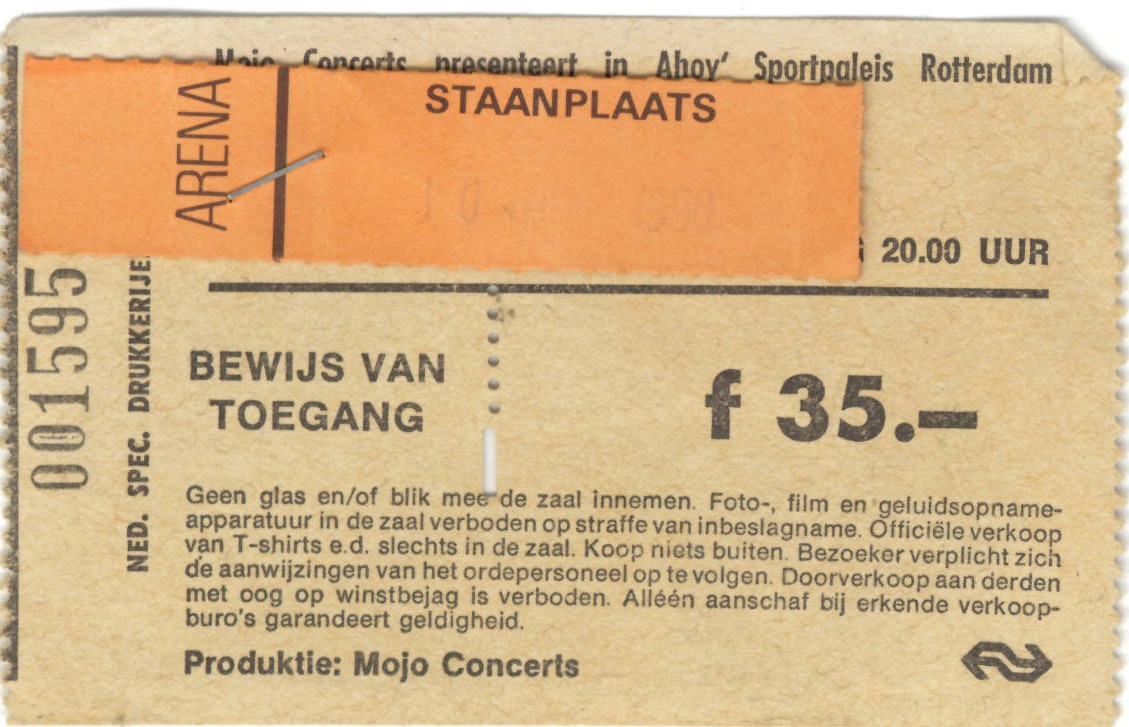 Mojo Concerts presenteert in Ahoy' Sportpaleis Rotterdam
ARENA
STAANPLAATS
20.00 UUR
001595
NED. SPEC. DRUKKERIJE
BEWIJS VAN
TOEGANG
f 35.—
Geen glas en/of blik mee de zaal innemen. Foto-, film en geluidsopname-
apparatuur in de zaal verboden op straffe van inbeslagname. Officiële verkoop
van T-shirts e.d. slechts in de zaal. Koop niets buiten. Bezoeker verplicht zich
de aanwijzingen van het ordepersoneel op te volgen. Doorverkoop aan derden
met oog op winstbejag is verboden. Alléén aanschaf bij erkende verkoop-
buro's garandeert geldigheid.
Produktie: Mojo Concerts